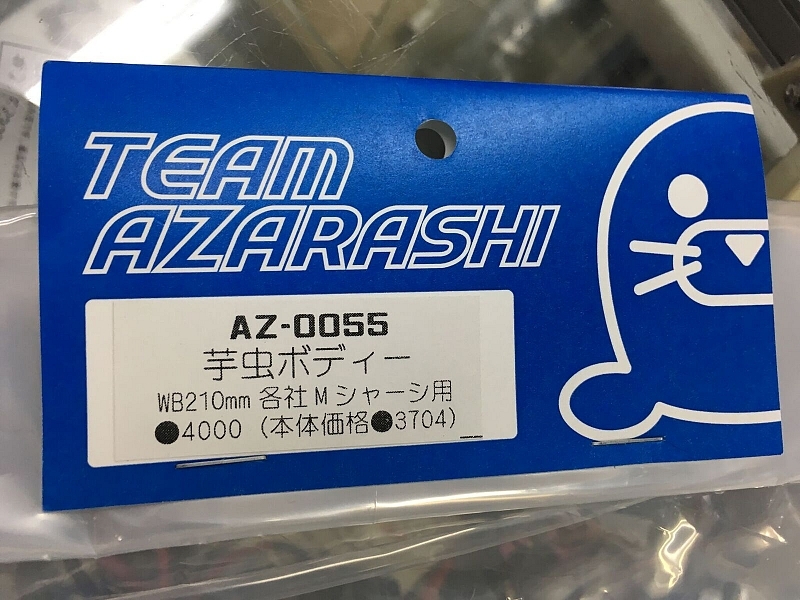 TEAM
AZARASHI
AZ-0055
芋虫ボディー
WB210mm 各社Mシャーシ用
●4000 (本体価格●3704)